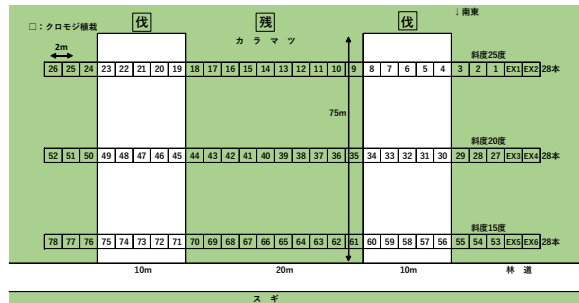 ↓南東
伐 残 伐
□：クロモジ植栽
カ ラ マ ツ
2m
斜度25度
26 25 24 23 22 21 20 19 18 17 16 15 14 13 12 11 10 9 8 7 6 5 4 3 2 1 EX1 EX2 28本
75m
斜度20度
52 51 50 49 48 47 46 45 44 43 42 41 40 39 38 37 36 35 34 33 32 31 30 29 28 27 EX3 EX4 28本
斜度15度
78 77 76 75 74 73 72 71 70 69 68 67 66 65 64 63 62 61 60 59 58 57 56 55 54 53 EX5 EX6 28本
10m 20m 10m 林 道
ス ギ